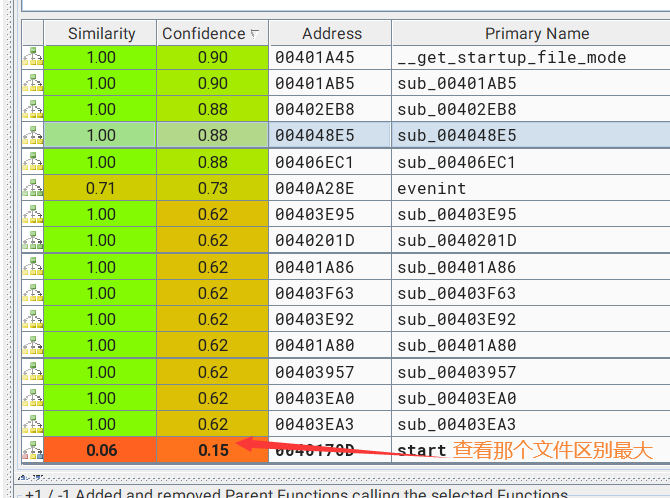 Similarity Confidence Address Primary Name
1.00 0.90 00401A45 __get_startup_file_mode
1.00 0.90 00401AB5 sub_00401AB5
1.00 0.88 00402EB8 sub_00402EB8
1.00 0.88 004048E5 sub_004048E5
1.00 0.88 00406EC1 sub_00406EC1
0.71 0.73 0040A28E evenint
1.00 0.62 00403E95 sub_00403E95
1.00 0.62 0040201D sub_0040201D
1.00 0.62 00401A86 sub_00401A86
1.00 0.62 00403F63 sub_00403F63
1.00 0.62 00403E92 sub_00403E92
1.00 0.62 00401A80 sub_00401A80
1.00 0.62 00403957 sub_00403957
1.00 0.62 00403EA0 sub_00403EA0
1.00 0.62 00403EA3 sub_00403EA3
0.06 0.15 start 查看那个文件区别最大
+1 / -1 Added and removed Parent Functions calling the selected Functions